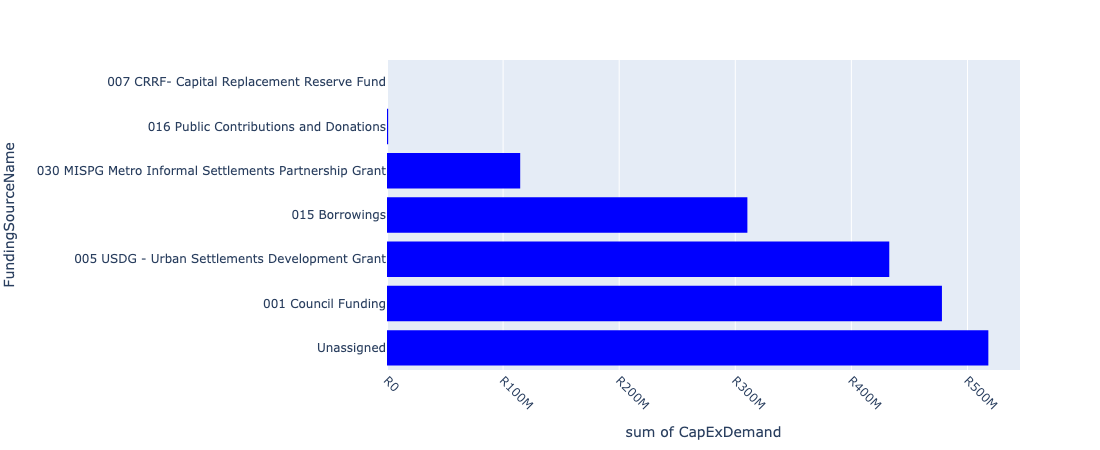 FundingSourceName
007 CRRF- Capital Replacement Reserve Fund
016 Public Contributions and Donations
030 MISPG Metro Informal Settlements Partnership Grant
015 Borrowings
005 USDG - Urban Settlements Development Grant
001 Council Funding
Unassigned
R0
R100M
R200M
R300M
R400M
R500M
sum of CapExDemand